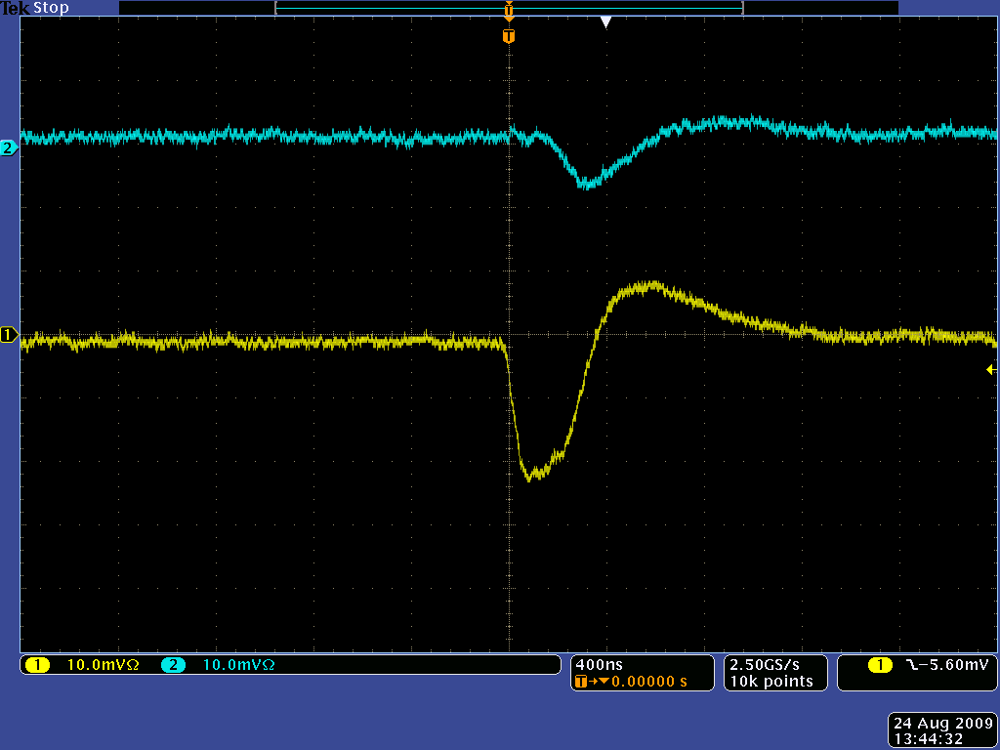 Tek Stop
T
T
2
1
1 10.0mVΩ 2 10.0mVΩ
400ns
T→▼0.00000 s
2.50GS/s
10k points
1 -5.60mV
24 Aug 2009
13:44:32